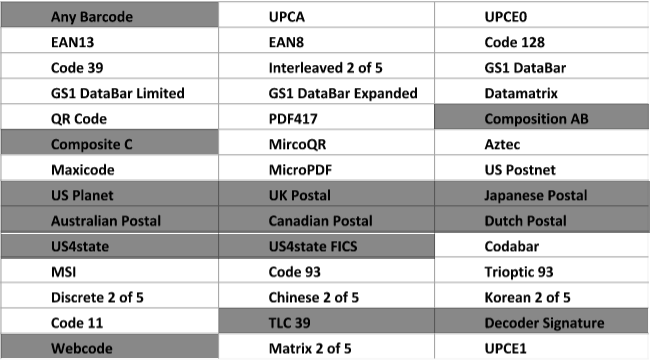 Any Barcode UPCA UPCE0
EAN13 EAN8 Code 128
Code 39 Interleaved 2 of 5 GS1 DataBar
GS1 DataBar Limited GS1 DataBar Expanded Datamatrix
QR Code PDF417 Composition AB
Composite C MircoQR Aztec
Maxicode MicroPDF US Postnet
US Planet UK Postal Japanese Postal
Australian Postal Canadian Postal Dutch Postal
US4state US4state FICS Codabar
MSI Code 93 Trioptic 93
Discrete 2 of 5 Chinese 2 of 5 Korean 2 of 5
Code 11 TLC 39 Decoder Signature
Webcode Matrix 2 of 5 UPCE1